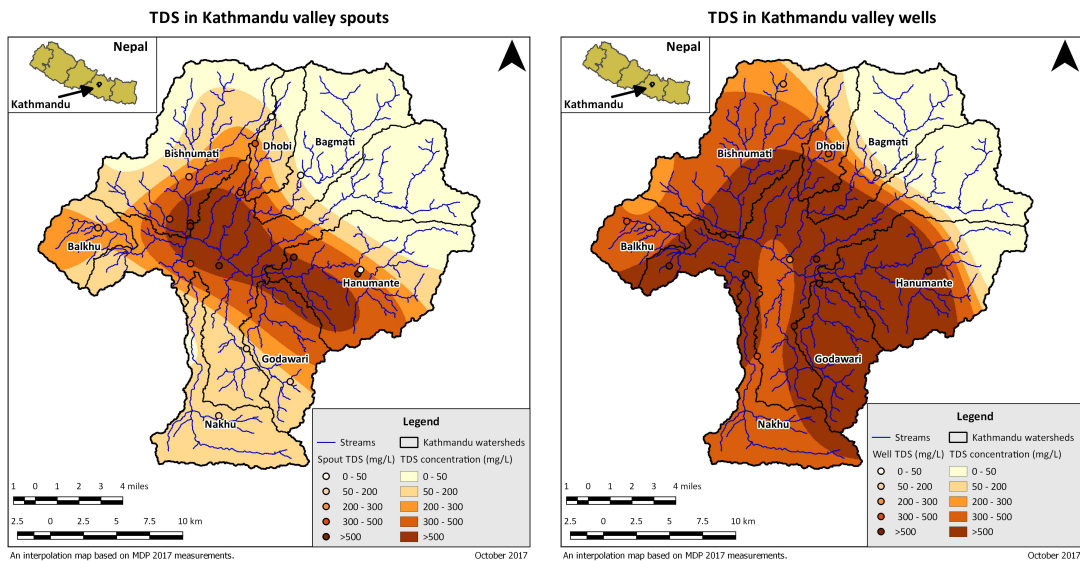 TDS in Kathmandu valley spouts
Nepal
Kathmandu
Bishnumati
Dhobi
Bagmati
Balkhu
Hanumante
Godawari
Nakhu
Legend
Streams
Kathmandu watersheds
Spout TDS (mg/L)
TDS concentration (mg/L)
0 - 50
0 - 50
50 - 200
50 - 200
200 - 300
200 - 300
300 - 500
300 - 500
>500
>500
1 0 1 2 3 4 miles
2.5 0 2.5 5 7.5 10 km
An interpolation map based on MDP 2017 measurements.
October 2017
TDS in Kathmandu valley wells
Nepal
Kathmandu
Bishnumati
Dhobi
Bagmati
Balkhu
Hanumante
Godawari
Nakhu
Legend
Streams
Kathmandu watersheds
Well TDS (mg/L)
TDS concentration (mg/L)
0 - 50
0 - 50
50 - 200
50 - 200
200 - 300
200 - 300
300 - 500
300 - 500
>500
>500
1 0 1 2 3 4 miles
2.5 0 2.5 5 7.5 10 km
An interpolation map based on MDP 2017 measurements.
October 2017